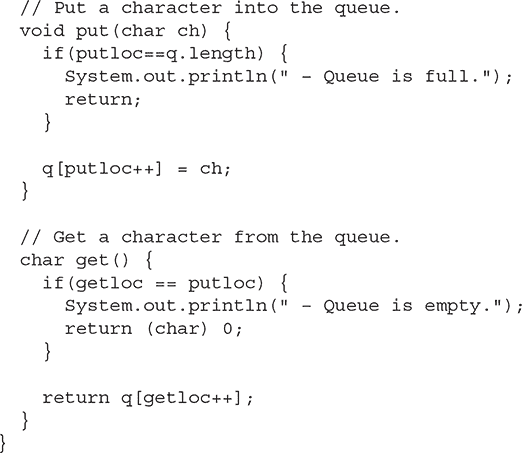 // Put a character into the queue.
  void put(char ch) {
    if(putloc==q.length) {
      System.out.println(" - Queue is full.");
      return;
    }

    q[putloc++] = ch;
  }

  // Get a character from the queue.
  char get() {
    if(getloc == putloc) {
      System.out.println(" - Queue is empty.");
      return (char) 0;
    }

    return q[getloc++];
  }
}